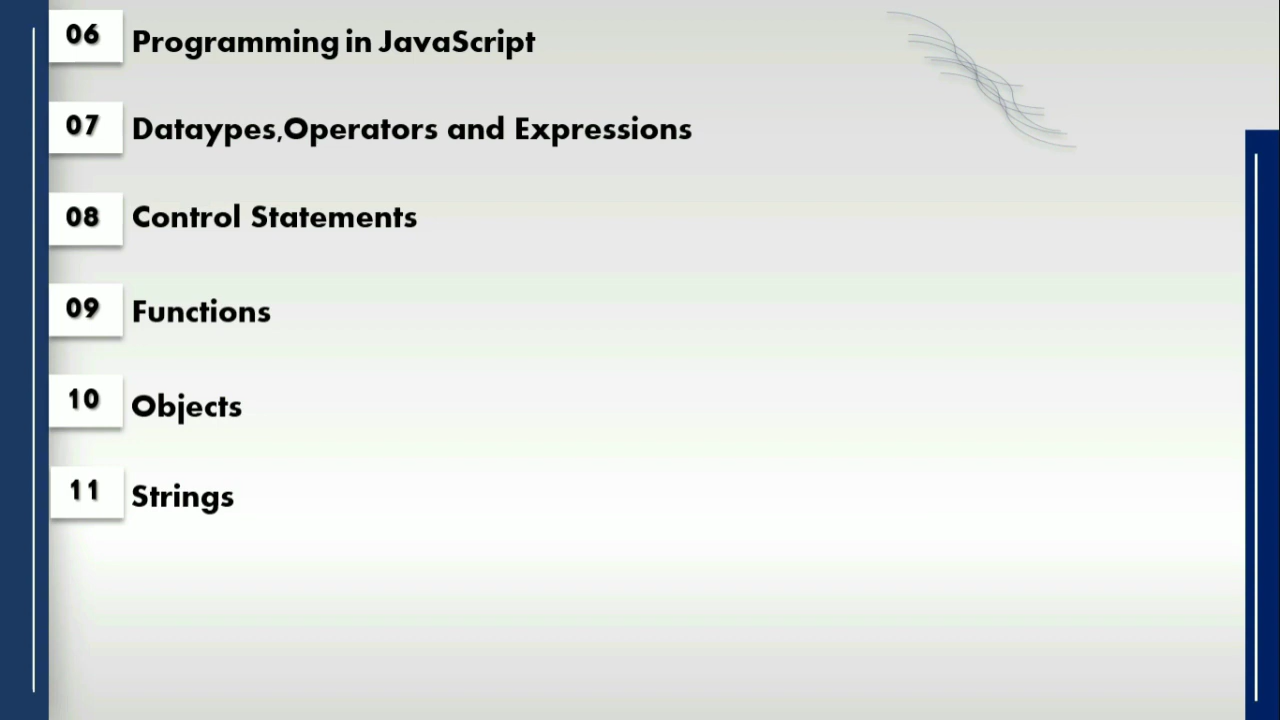 06 Programming in JavaScript
07 Dataypes,Operators and Expressions
08 Control Statements
09 Functions
10 Objects
11 Strings